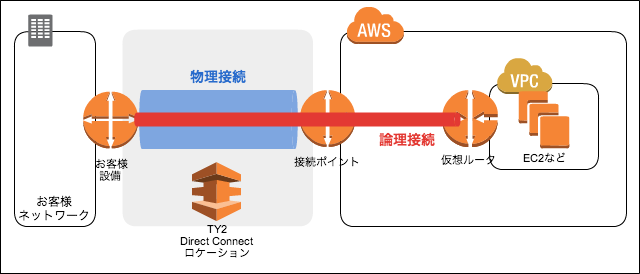 AWS
物理接続
VPC
論理接続
お客様
設備
接続ポイント
仮想ルータ
EC2など
お客様
ネットワーク
TY2
Direct Connect
ロケーション